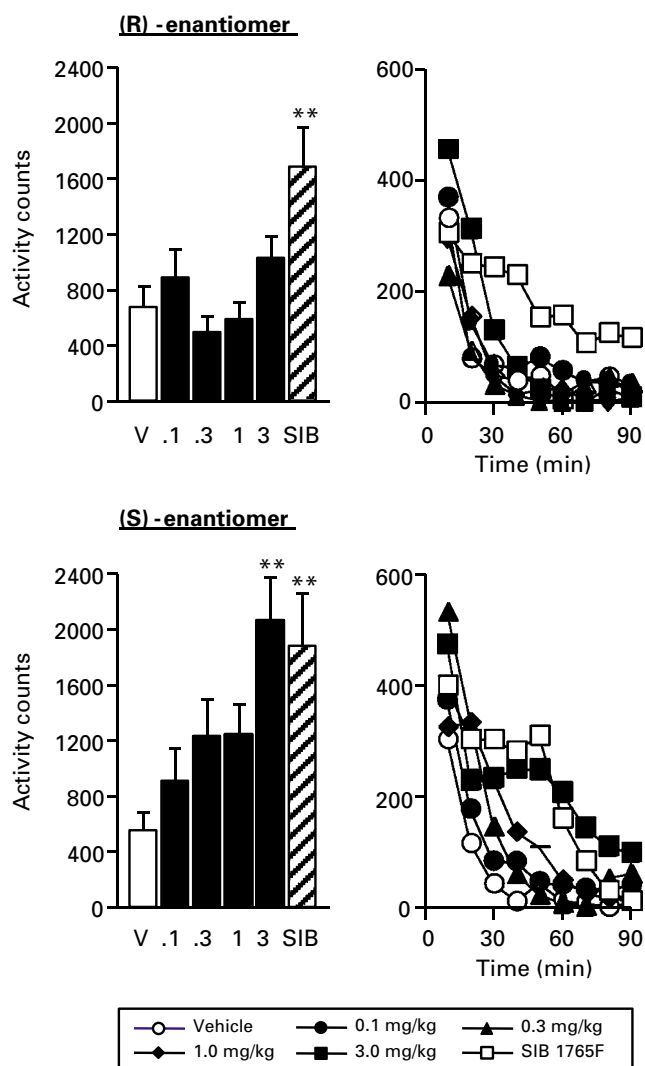 (R) -enantiomer
Activity counts
2400
2000
1600
1200
800
400
0
**
V .1 .3 1 3 SIB
600
400
200
0
0 30 60 90
Time (min)
(S) -enantiomer
Activity counts
2400
2000
1600
1200
800
400
0
** **
V .1 .3 1 3 SIB
600
400
200
0
0 30 60 90
Time (min)
Vehicle 0.1 mg/kg 0.3 mg/kg
1.0 mg/kg 3.0 mg/kg SIB 1765F